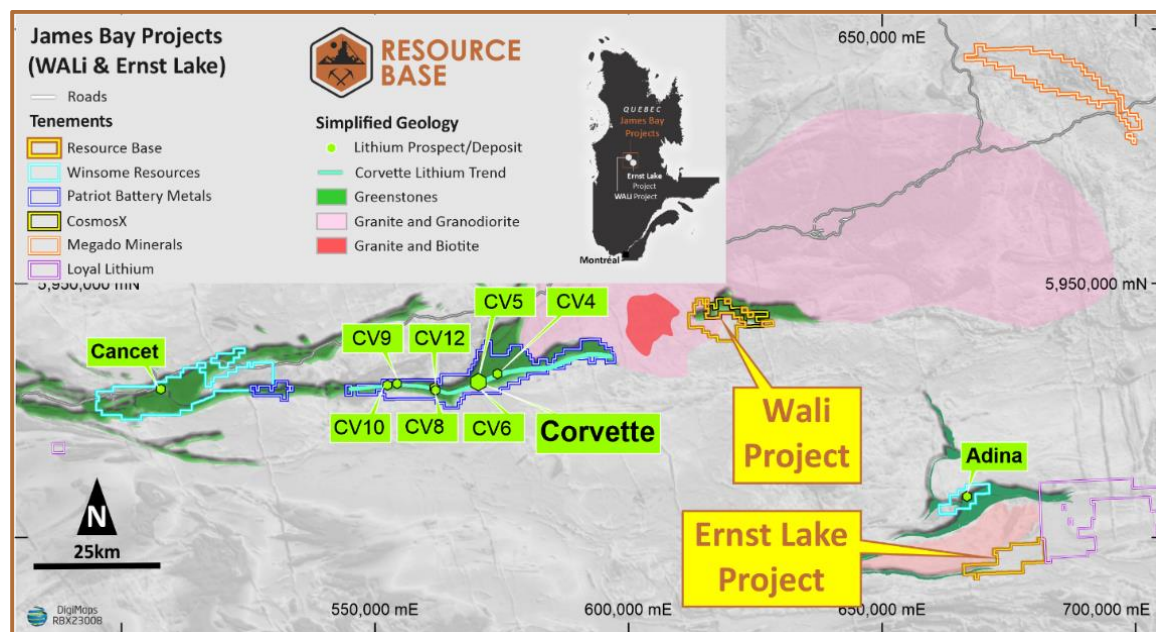 James Bay Projects
(WALi & Ernst Lake)
Roads
Tenements
Resource Base
Winsome Resources
Patriot Battery Metals
CosmosX
Megado Minerals
Loyal Lithium
RESOURCE
BASE
Simplified Geology
Lithium Prospect/Deposit
Corvette Lithium Trend
Greenstones
Granite and Granodiorite
Granite and Biotite
QUEBEC
James Bay
Projects
Ernst Lake
Project
WALi Project
Montréal
650,000 mE
5,950,000 mN
5,950,000 mN
CV5
CV4
CV9
CV12
Cancet
CV10
CV8
CV6
Corvette
Wali
Project
Adina
Ernst Lake
Project
N
25km
DigiMaps
RBX23008
550,000 mE
600,000 mE
650,000 mE
700,000 mE